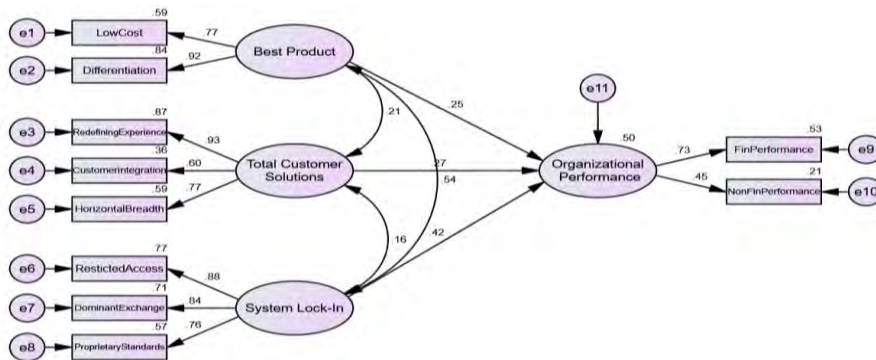 .59
e1
LowCost
.77
Best Product
.84
e2
Differentiation
.92
e11
.25
.21
.50
.87
e3
RedefiningExperience
.93
.53
.73
FinPerformance
e9
.36
e4
CustomerIntegration
.60
Total Customer
Solutions
.27
Organizational
Performance
.54
.45
.21
NonFinPerformance
e10
.59
e5
HorizontalBreadth
.77
.16
.42
.77
e6
ResticteddAccess
.88
.71
e7
DominantExchange
.84
System Lock-In
.57
e8
ProprietaryStandards
.76